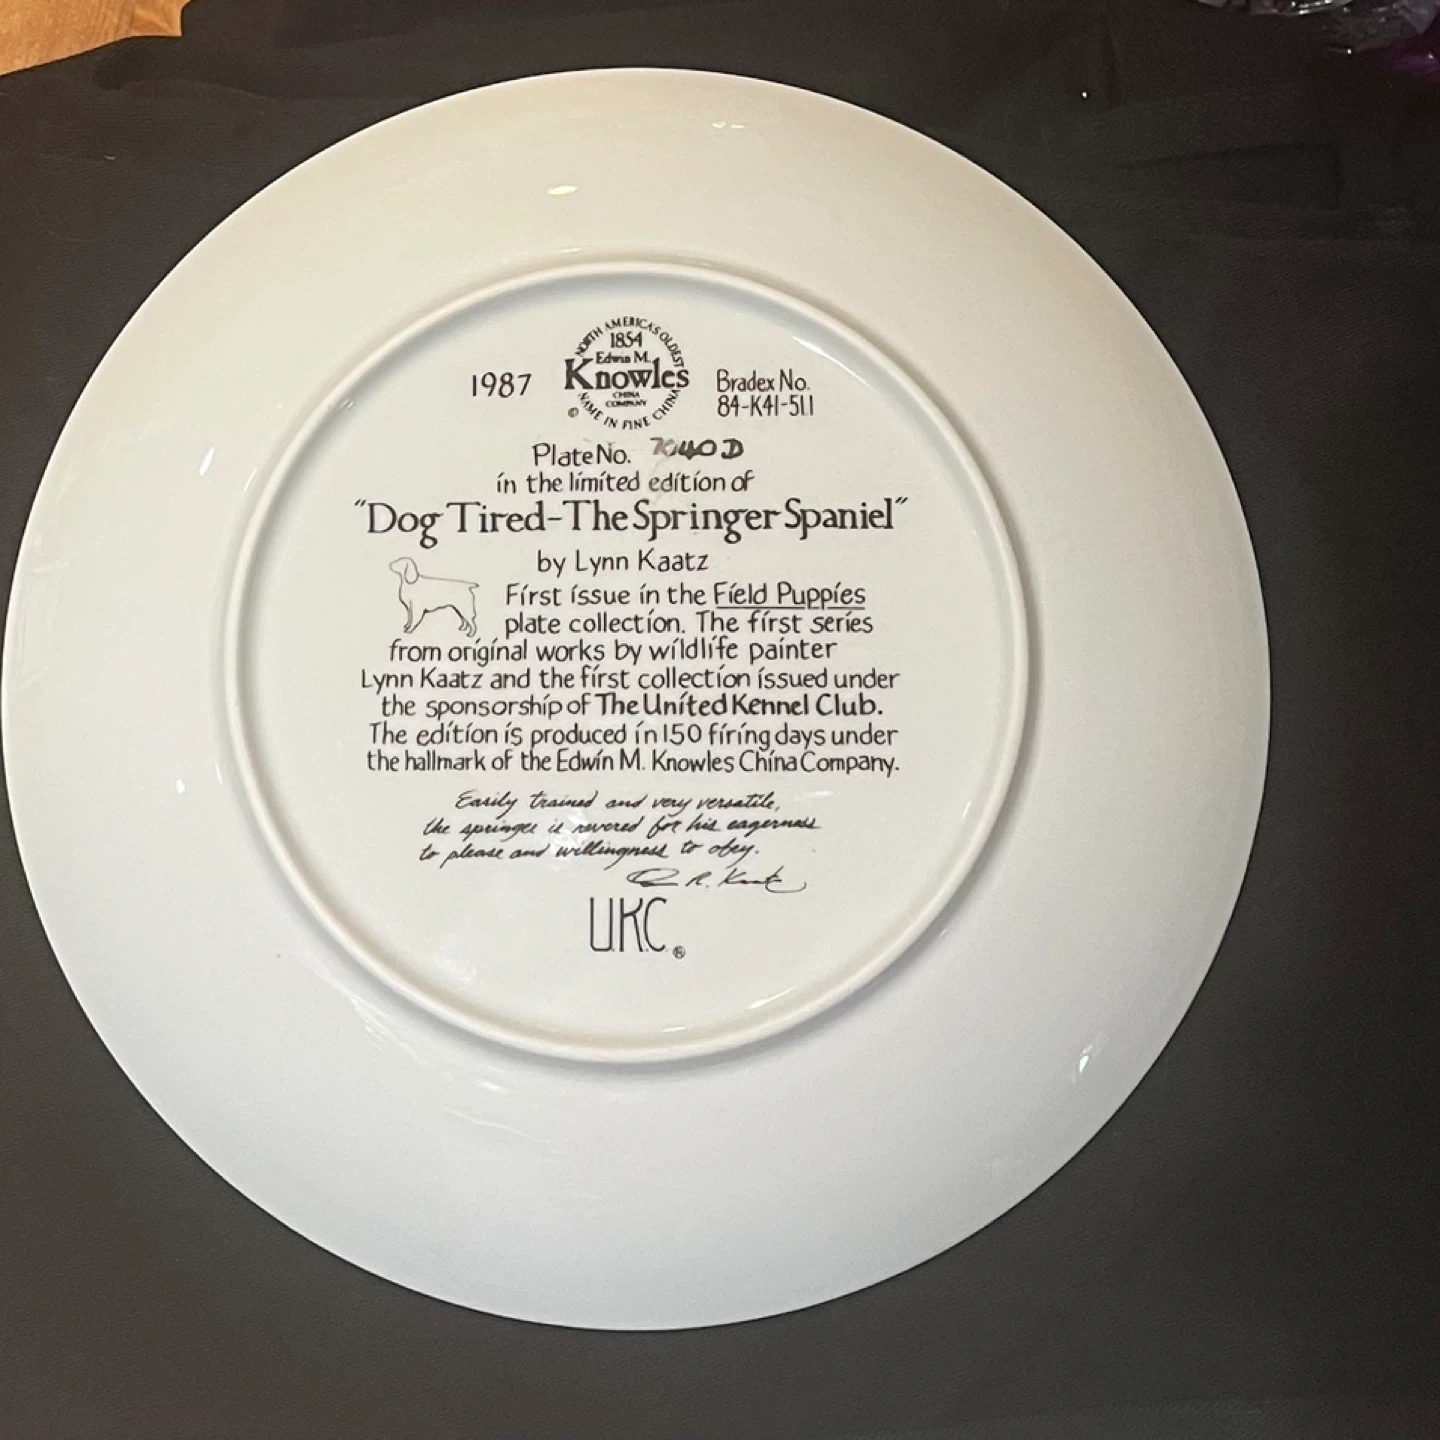 NORTH AMERICA'S OLDEST
1854
Edwin M.
1987 Knowles Bradex No.
CHINA
COMPANY
84-K41-511
© NAME IN FINE CHINA
Plate No. 7040D
in the limited edition of
"Dog Tired-The Springer Spaniel"
by Lynn Kaatz
First issue in the Field Puppies
plate collection. The first series
from original works by wildlife painter
Lynn Kaatz and the first collection issued under
the sponsorship of The United Kennel Club.
The edition is produced in 150 firing days under
the hallmark of the Edwin M. Knowles China Company.
Easily trained and very versatile,
the springer is revered for his eagerness
to please and willingness to obey.
R. Kaatz
U.K.C.®